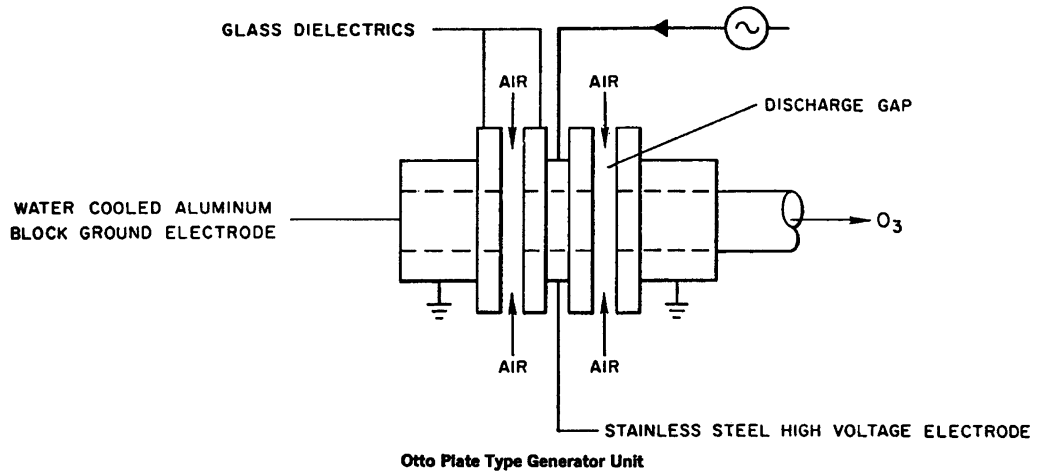 GLASS DIELECTRICS
AIR
AIR
DISCHARGE GAP
WATER COOLED ALUMINUM
BLOCK GROUND ELECTRODE
O₃
AIR
AIR
STAINLESS STEEL HIGH VOLTAGE ELECTRODE
Otto Plate Type Generator Unit